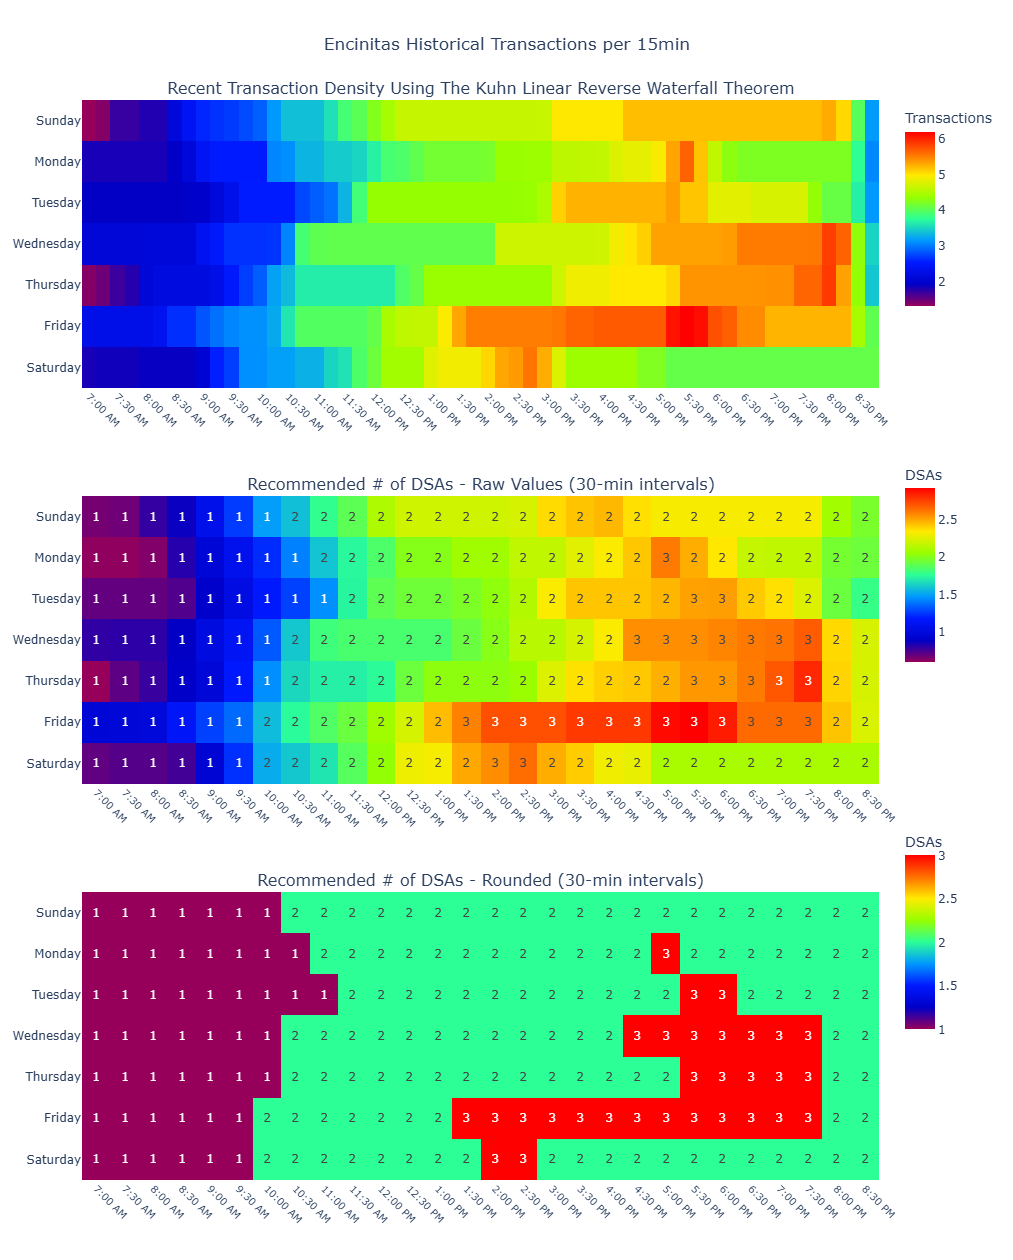 Encinitas Historical Transactions per 15min
Recent Transaction Density Using The Kuhn Linear Reverse Waterfall Theorem
Transactions
Sunday
Monday
Tuesday
Wednesday
Thursday
Friday
Saturday
6
5
4
3
2
7:00 AM 7:30 AM 8:00 AM 8:30 AM 9:00 AM 9:30 AM 10:00 AM 10:30 AM 11:00 AM 11:30 AM 12:00 PM 12:30 PM 1:00 PM 1:30 PM 2:00 PM 2:30 PM 3:00 PM 3:30 PM 4:00 PM 4:30 PM 5:00 PM 5:30 PM 6:00 PM 6:30 PM 7:00 PM 7:30 PM 8:00 PM 8:30 PM
Recommended # of DSAs - Raw Values (30-min intervals)
DSAs
Sunday 1 1 1 1 1 1 1 2 2 2 2 2 2 2 2 2 2 2 2 2 2 2 2 2 2 2 2 2
Monday 1 1 1 1 1 1 1 1 2 2 2 2 2 2 2 2 2 2 2 2 3 2 2 2 2 2 2 2
Tuesday 1 1 1 1 1 1 1 1 1 2 2 2 2 2 2 2 2 2 2 2 2 3 3 2 2 2 2 2
Wednesday 1 1 1 1 1 1 1 2 2 2 2 2 2 2 2 2 2 2 2 3 3 3 3 3 3 3 2 2
Thursday 1 1 1 1 1 1 1 2 2 2 2 2 2 2 2 2 2 2 2 2 2 3 3 3 3 3 2 2
Friday 1 1 1 1 1 1 2 2 2 2 2 2 2 3 3 3 3 3 3 3 3 3 3 3 3 3 2 2
Saturday 1 1 1 1 1 1 2 2 2 2 2 2 2 2 3 3 2 2 2 2 2 2 2 2 2 2 2 2
2.5
2
1.5
1
7:00 AM 7:30 AM 8:00 AM 8:30 AM 9:00 AM 9:30 AM 10:00 AM 10:30 AM 11:00 AM 11:30 AM 12:00 PM 12:30 PM 1:00 PM 1:30 PM 2:00 PM 2:30 PM 3:00 PM 3:30 PM 4:00 PM 4:30 PM 5:00 PM 5:30 PM 6:00 PM 6:30 PM 7:00 PM 7:30 PM 8:00 PM 8:30 PM
Recommended # of DSAs - Rounded (30-min intervals)
DSAs
Sunday 1 1 1 1 1 1 1 2 2 2 2 2 2 2 2 2 2 2 2 2 2 2 2 2 2 2 2 2
Monday 1 1 1 1 1 1 1 1 2 2 2 2 2 2 2 2 2 2 2 2 3 2 2 2 2 2 2 2
Tuesday 1 1 1 1 1 1 1 1 1 2 2 2 2 2 2 2 2 2 2 2 2 3 3 2 2 2 2 2
Wednesday 1 1 1 1 1 1 1 2 2 2 2 2 2 2 2 2 2 2 2 3 3 3 3 3 3 3 2 2
Thursday 1 1 1 1 1 1 1 2 2 2 2 2 2 2 2 2 2 2 2 2 2 3 3 3 3 3 2 2
Friday 1 1 1 1 1 1 2 2 2 2 2 2 2 3 3 3 3 3 3 3 3 3 3 3 3 3 2 2
Saturday 1 1 1 1 1 1 2 2 2 2 2 2 2 2 3 3 2 2 2 2 2 2 2 2 2 2 2 2
3
2.5
2
1.5
1
7:00 AM 7:30 AM 8:00 AM 8:30 AM 9:00 AM 9:30 AM 10:00 AM 10:30 AM 11:00 AM 11:30 AM 12:00 PM 12:30 PM 1:00 PM 1:30 PM 2:00 PM 2:30 PM 3:00 PM 3:30 PM 4:00 PM 4:30 PM 5:00 PM 5:30 PM 6:00 PM 6:30 PM 7:00 PM 7:30 PM 8:00 PM 8:30 PM